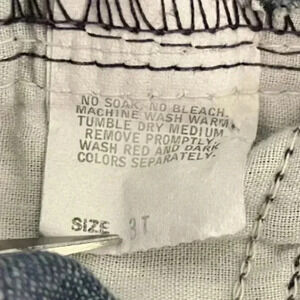 NO SOAK, NO BLEACH,
MACHINE WASH WARM,
TUMBLE DRY MEDIUM
REMOVE PROMPTLY
WASH RED AND DARK
COLORS SEPARATELY.
SIZE 3T